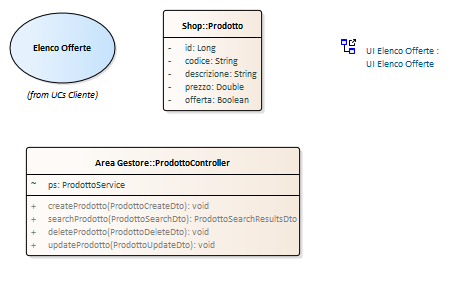 Elenco Offerte
(from UCs Cliente)
Shop::Prodotto
- id: Long
- codice: String
- descrizione: String
- prezzo: Double
- offerta: Boolean
UI Elenco Offerte :
UI Elenco Offerte
Area Gestore::ProdottoController
~ ps: ProdottoService
+ createProdotto(ProdottoCreateDto): void
+ searchProdotto(ProdottoSearchDto): ProdottoSearchResultsDto
+ deleteProdotto(ProdottoDeleteDto): void
+ updateProdotto(ProdottoUpdateDto): void